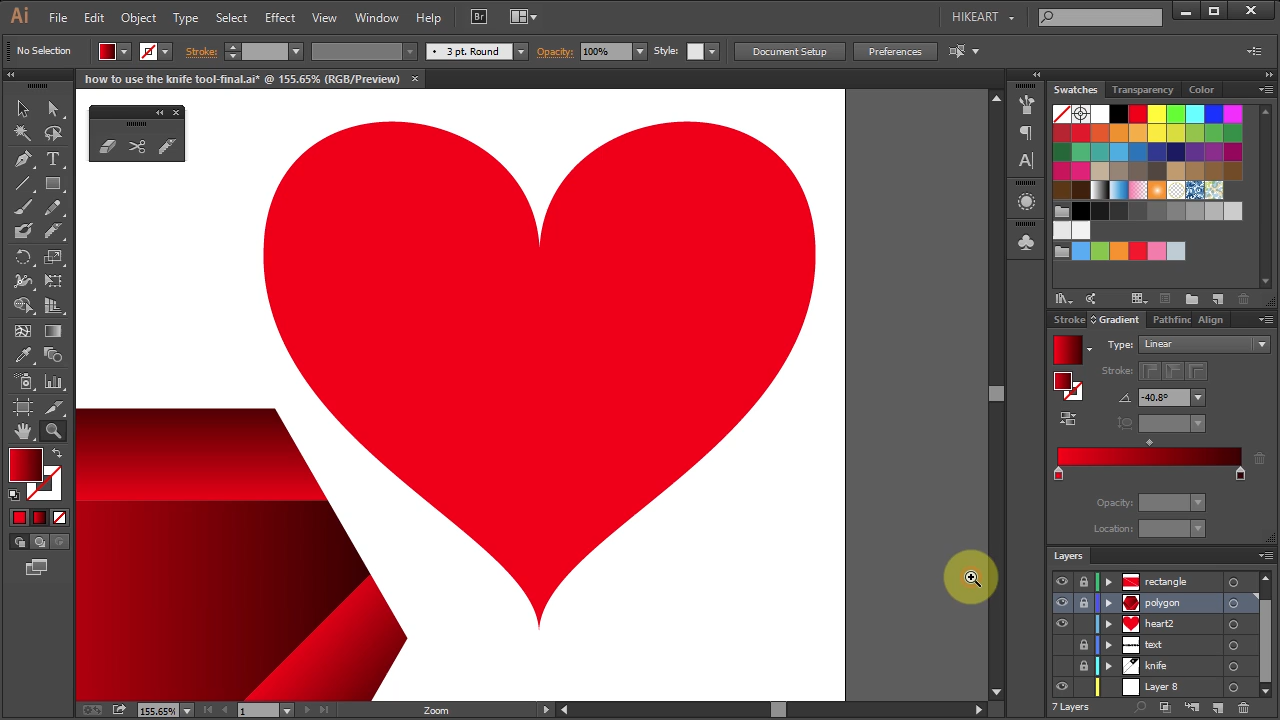 Ai File Edit Object Type Select Effect View Window Help Br HIKEART
No Selection Stroke: 3 pt. Round Opacity: 100% Style: Document Setup Preferences
how to use the knife tool-final.ai* @ 155.65% (RGB/Preview)
Swatches Transparency Color
Stroke Gradient Pathfinc Align
Type: Linear
Stroke:
-40.8º
Opacity:
Location:
Layers
rectangle
polygon
heart2
text
knife
Layer 8
7 Layers
155.65% 1 Zoom